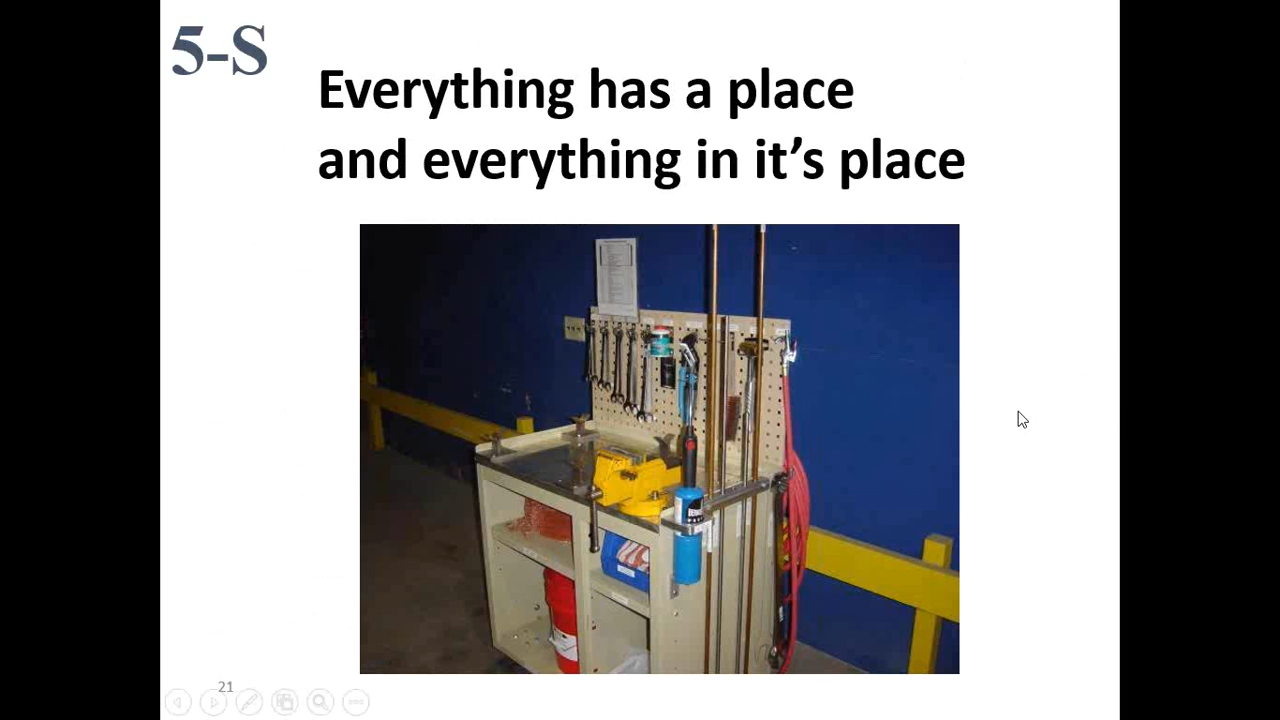 5-S
Everything has a place
and everything in it’s place
21